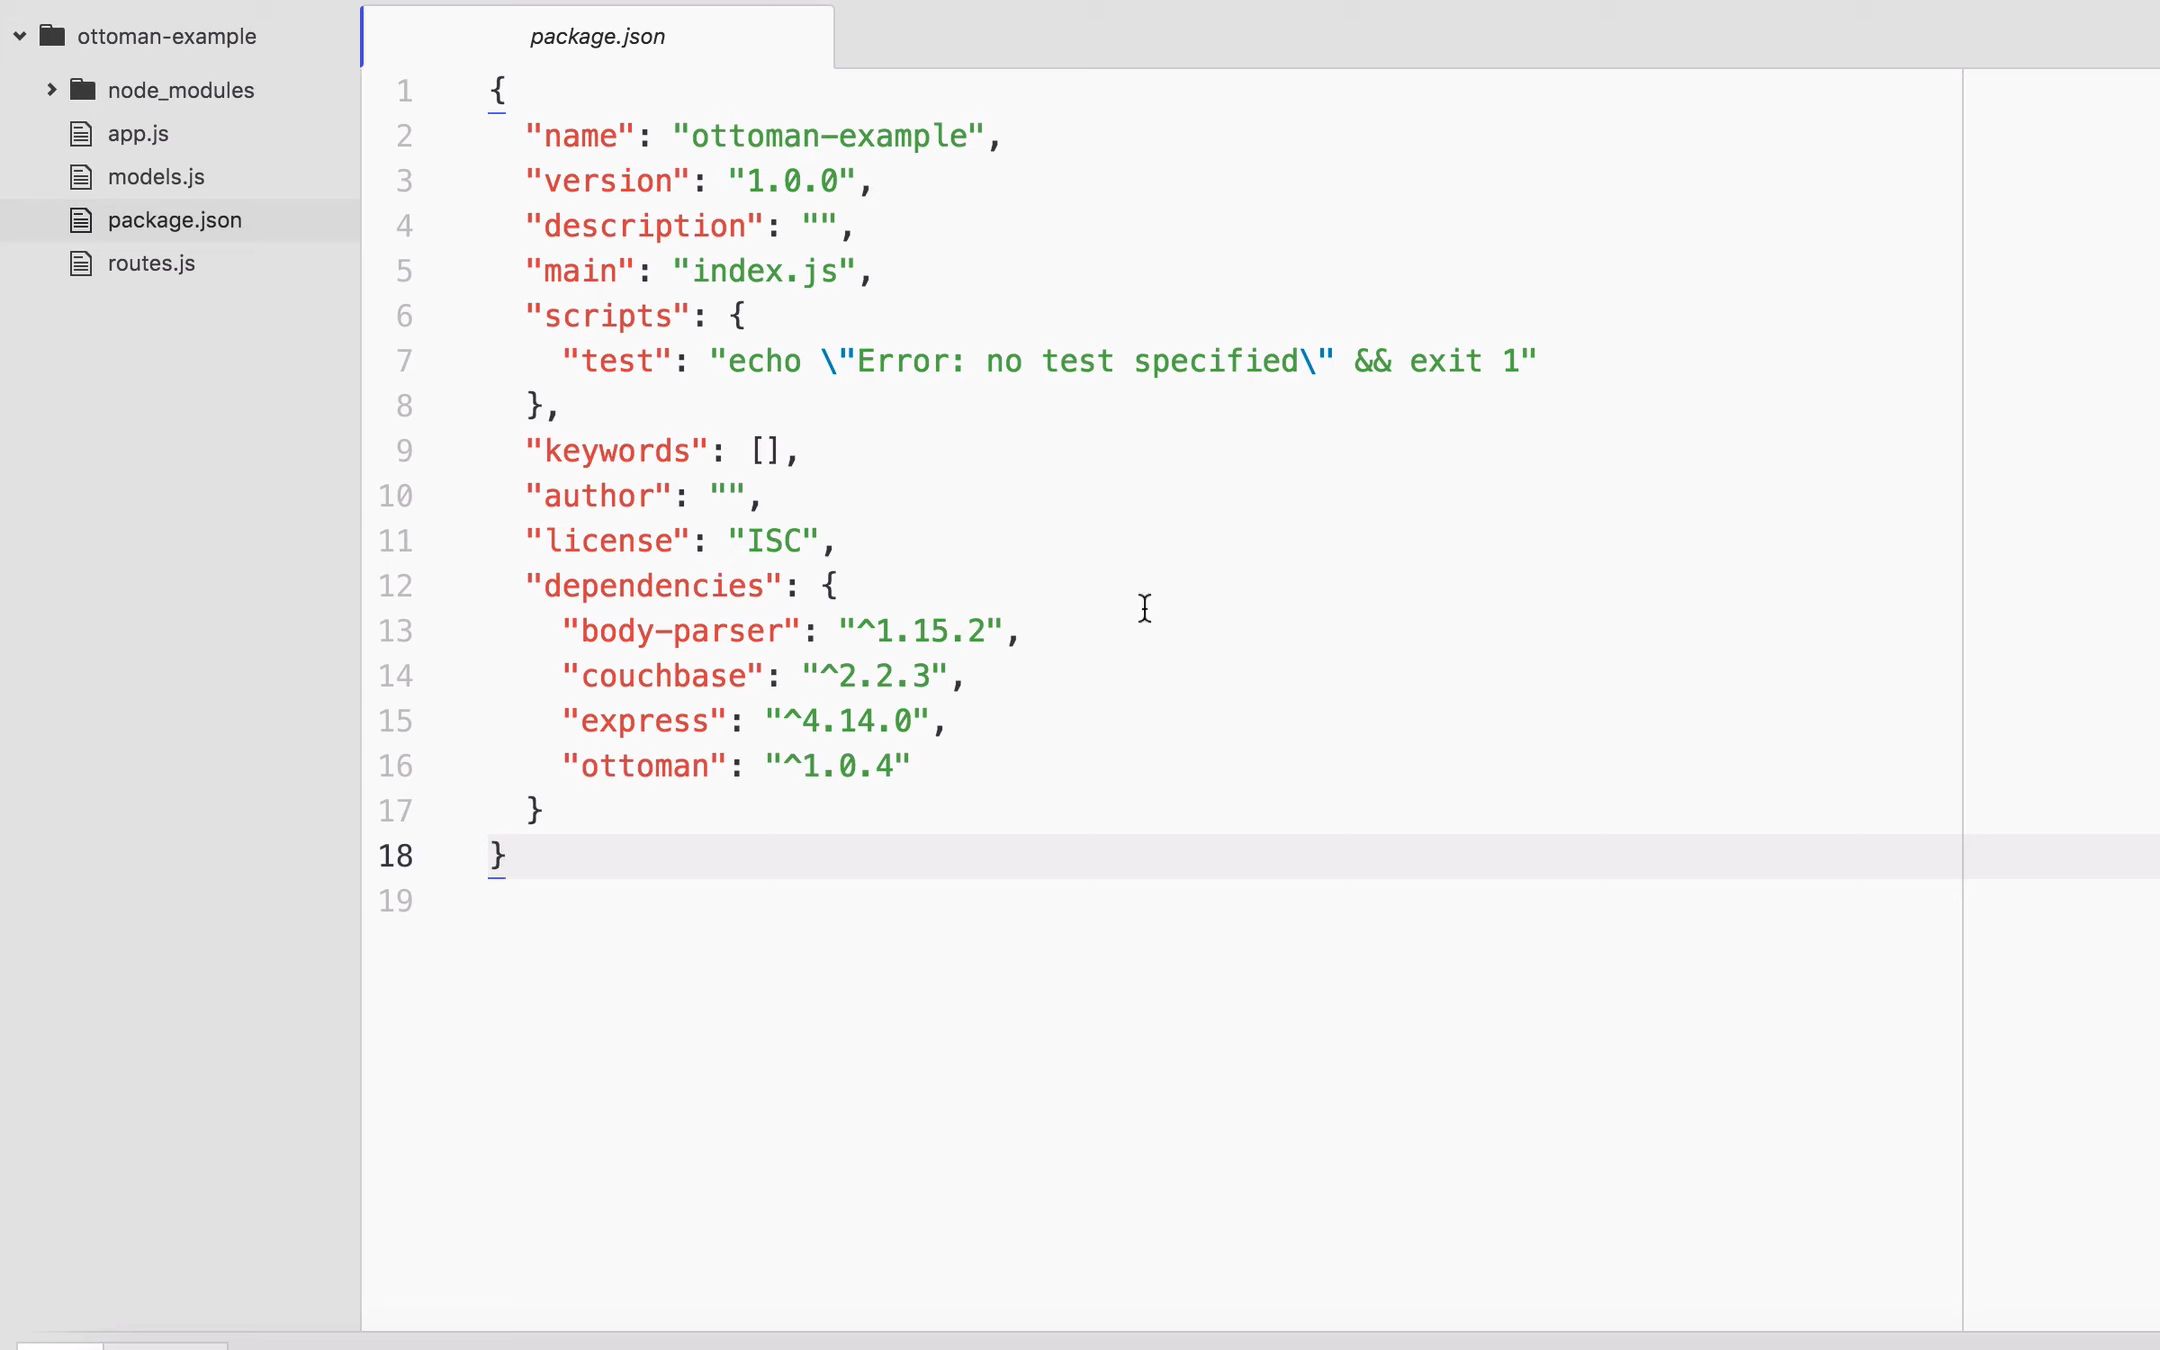 ottoman-example
node_modules
app.js
models.js
package.json
routes.js
package.json
1 {
2 "name": "ottoman-example",
3 "version": "1.0.0",
4 "description": "",
5 "main": "index.js",
6 "scripts": {
7 "test": "echo \"Error: no test specified\" && exit 1"
8 },
9 "keywords": [],
10 "author": "",
11 "license": "ISC",
12 "dependencies": {
13 "body-parser": "^1.15.2",
14 "couchbase": "^2.2.3",
15 "express": "^4.14.0",
16 "ottoman": "^1.0.4"
17 }
18 }
19